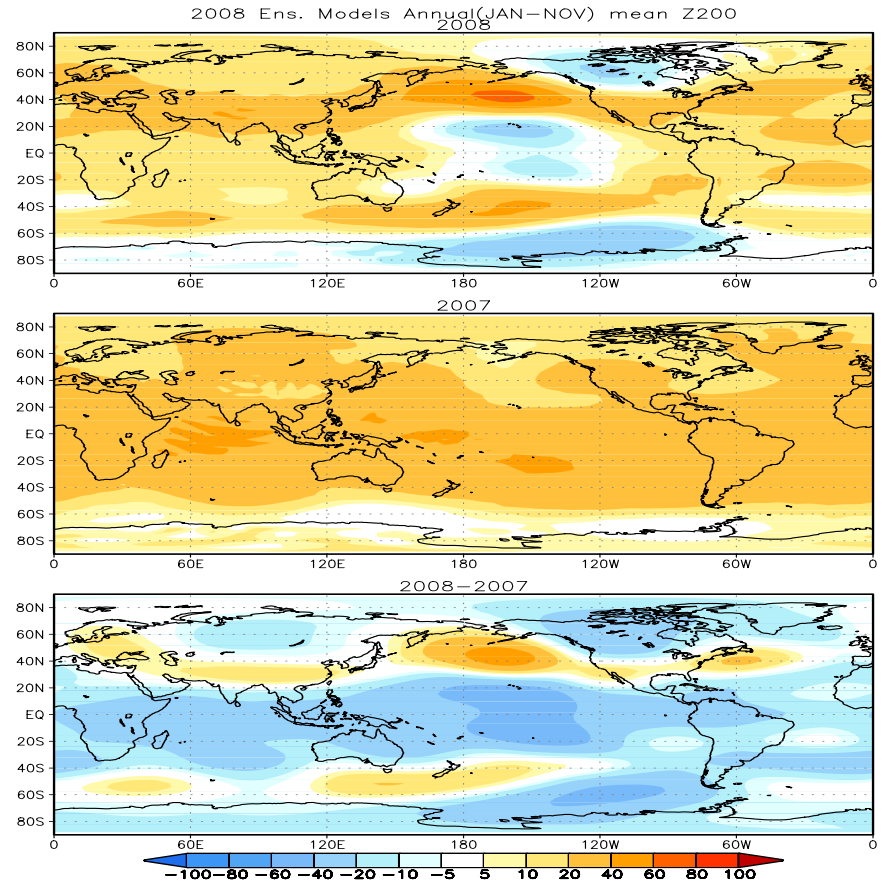 2008 Ens. Models Annual(JAN−NOV) mean Z200
2008
80N
60N
40N
20N
EQ
20S
40S
60S
80S
0 60E 120E 180 120W 60W 0
2007
80N
60N
40N
20N
EQ
20S
40S
60S
80S
0 60E 120E 180 120W 60W 0
2008−2007
80N
60N
40N
20N
EQ
20S
40S
60S
80S
0 60E 120E 180 120W 60W 0
−100 −80 −60 −40 −20 −10 −5 5 10 20 40 60 80 100